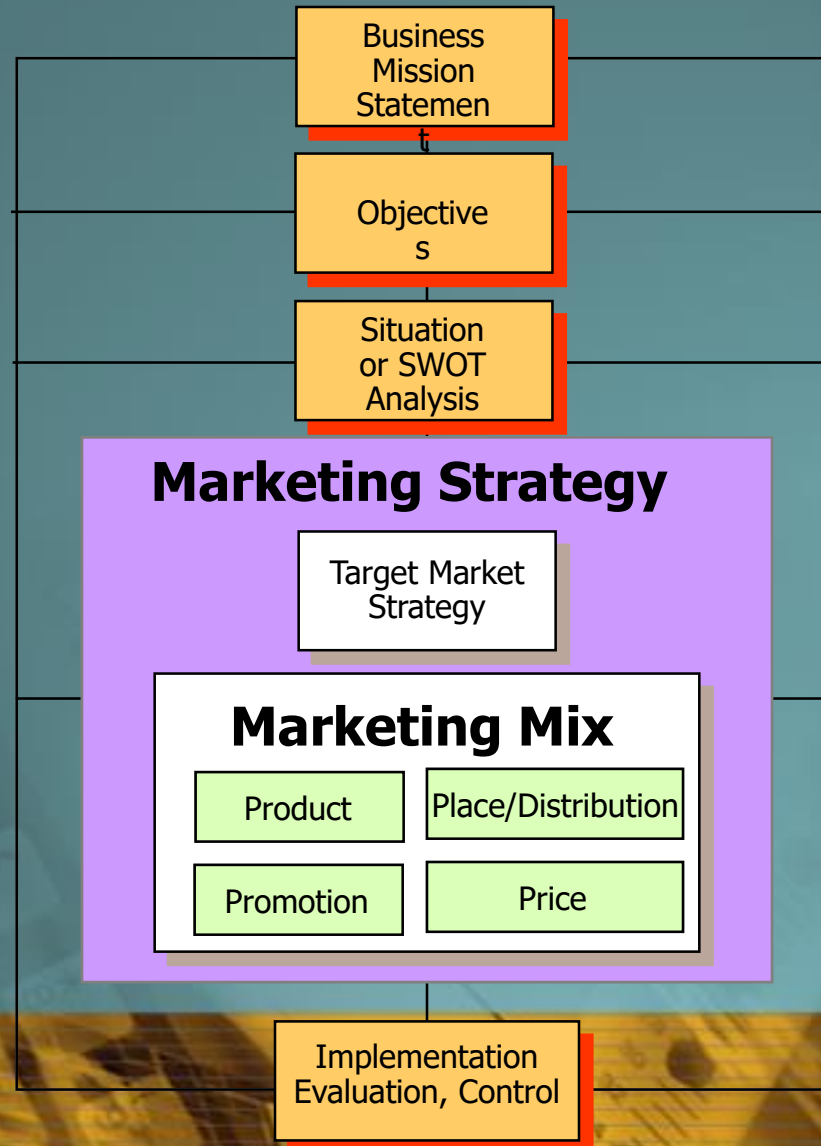 Business
Mission
Statemen
t
Objective
s
Situation
or SWOT
Analysis
Marketing Strategy
Target Market
Strategy
Marketing Mix
Product
Place/Distribution
Promotion
Price
Implementation
Evaluation, Control